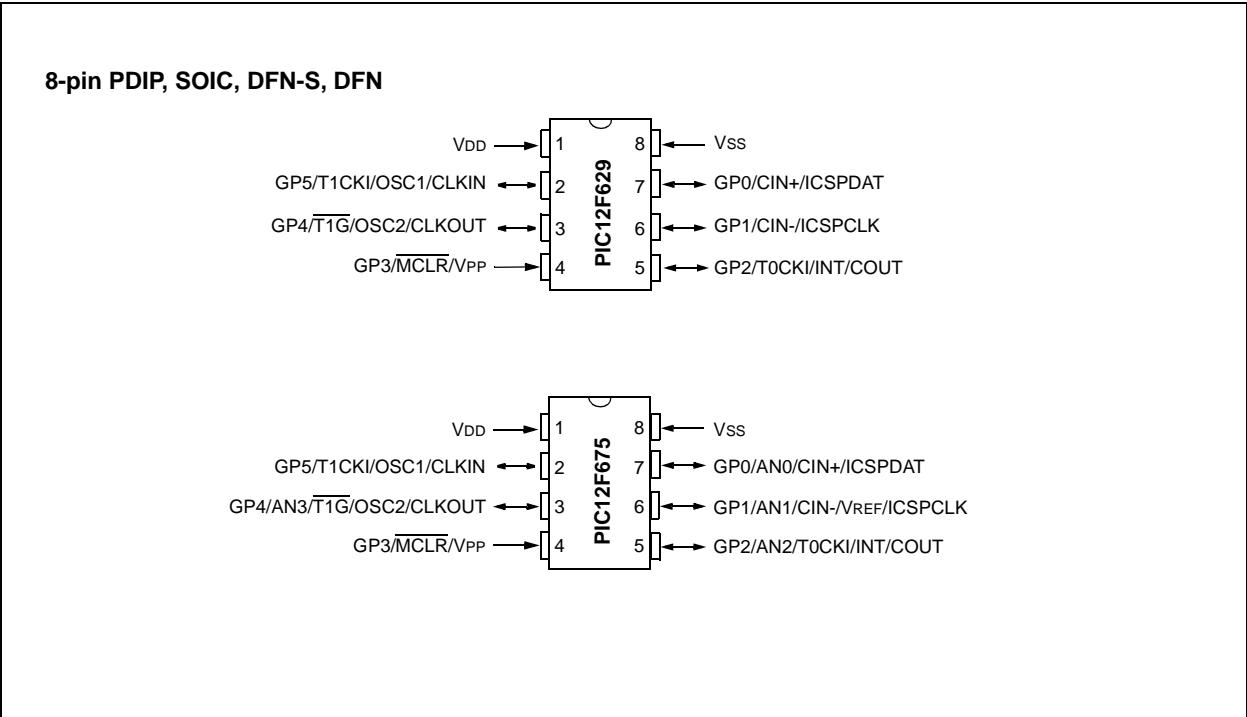 8-pin PDIP, SOIC, DFN-S, DFN
VDD 1 8 VSS
GP5/T1CKI/OSC1/CLKIN 2 7 GP0/CIN+/ICSPDAT
GP4/T1G/OSC2/CLKOUT 3 6 GP1/CIN-/ICSPCLK
GP3/MCLR/VPP 4 5 GP2/T0CKI/INT/COUT
PIC12F629
VDD 1 8 VSS
GP5/T1CKI/OSC1/CLKIN 2 7 GP0/AN0/CIN+/ICSPDAT
GP4/AN3/T1G/OSC2/CLKOUT 3 6 GP1/AN1/CIN-/VREF/ICSPCLK
GP3/MCLR/VPP 4 5 GP2/AN2/T0CKI/INT/COUT
PIC12F675